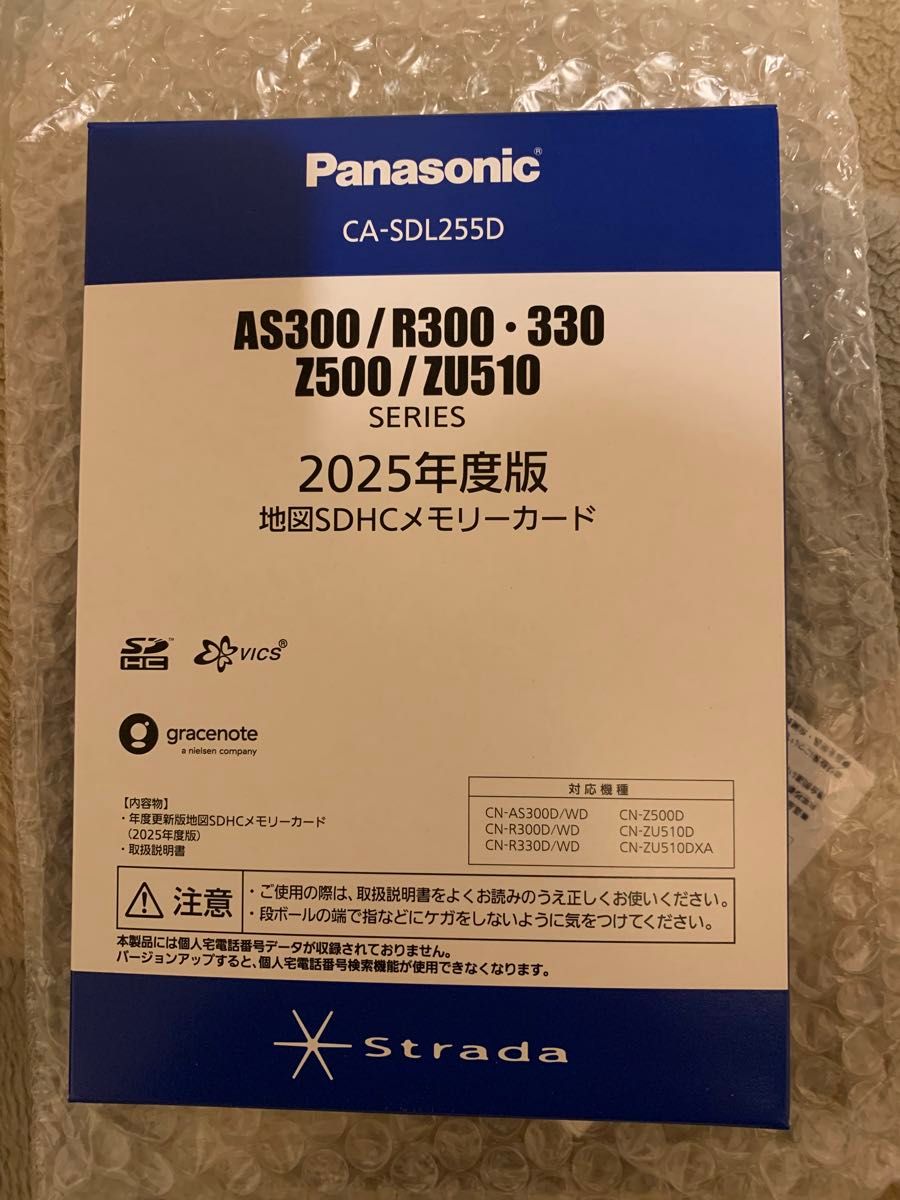 Panasonic®
CA-SDL255D
AS300/R300・330
Z500/ZU510
SERIES
2025年度版
地図SDHCメモリーカード
SD HC™
VICS®
gracenote
a nielsen company
【内容物】
・年度更新版地図SDHCメモリーカード
（2025年度版）
・取扱説明書
対応機種
CN-AS300D/WD CN-Z500D
CN-R300D/WD CN-ZU510D
CN-R330D/WD CN-ZU510DXA
注意
・ご使用の際は、取扱説明書をよくお読みのうえ正しくお使いください。
・段ボールの端で指などにケガをしないように気をつけてください。
本製品には個人宅電話番号データが収録されておりません。
バージョンアップすると、個人宅電話番号検索機能が使用できなくなります。
Strada